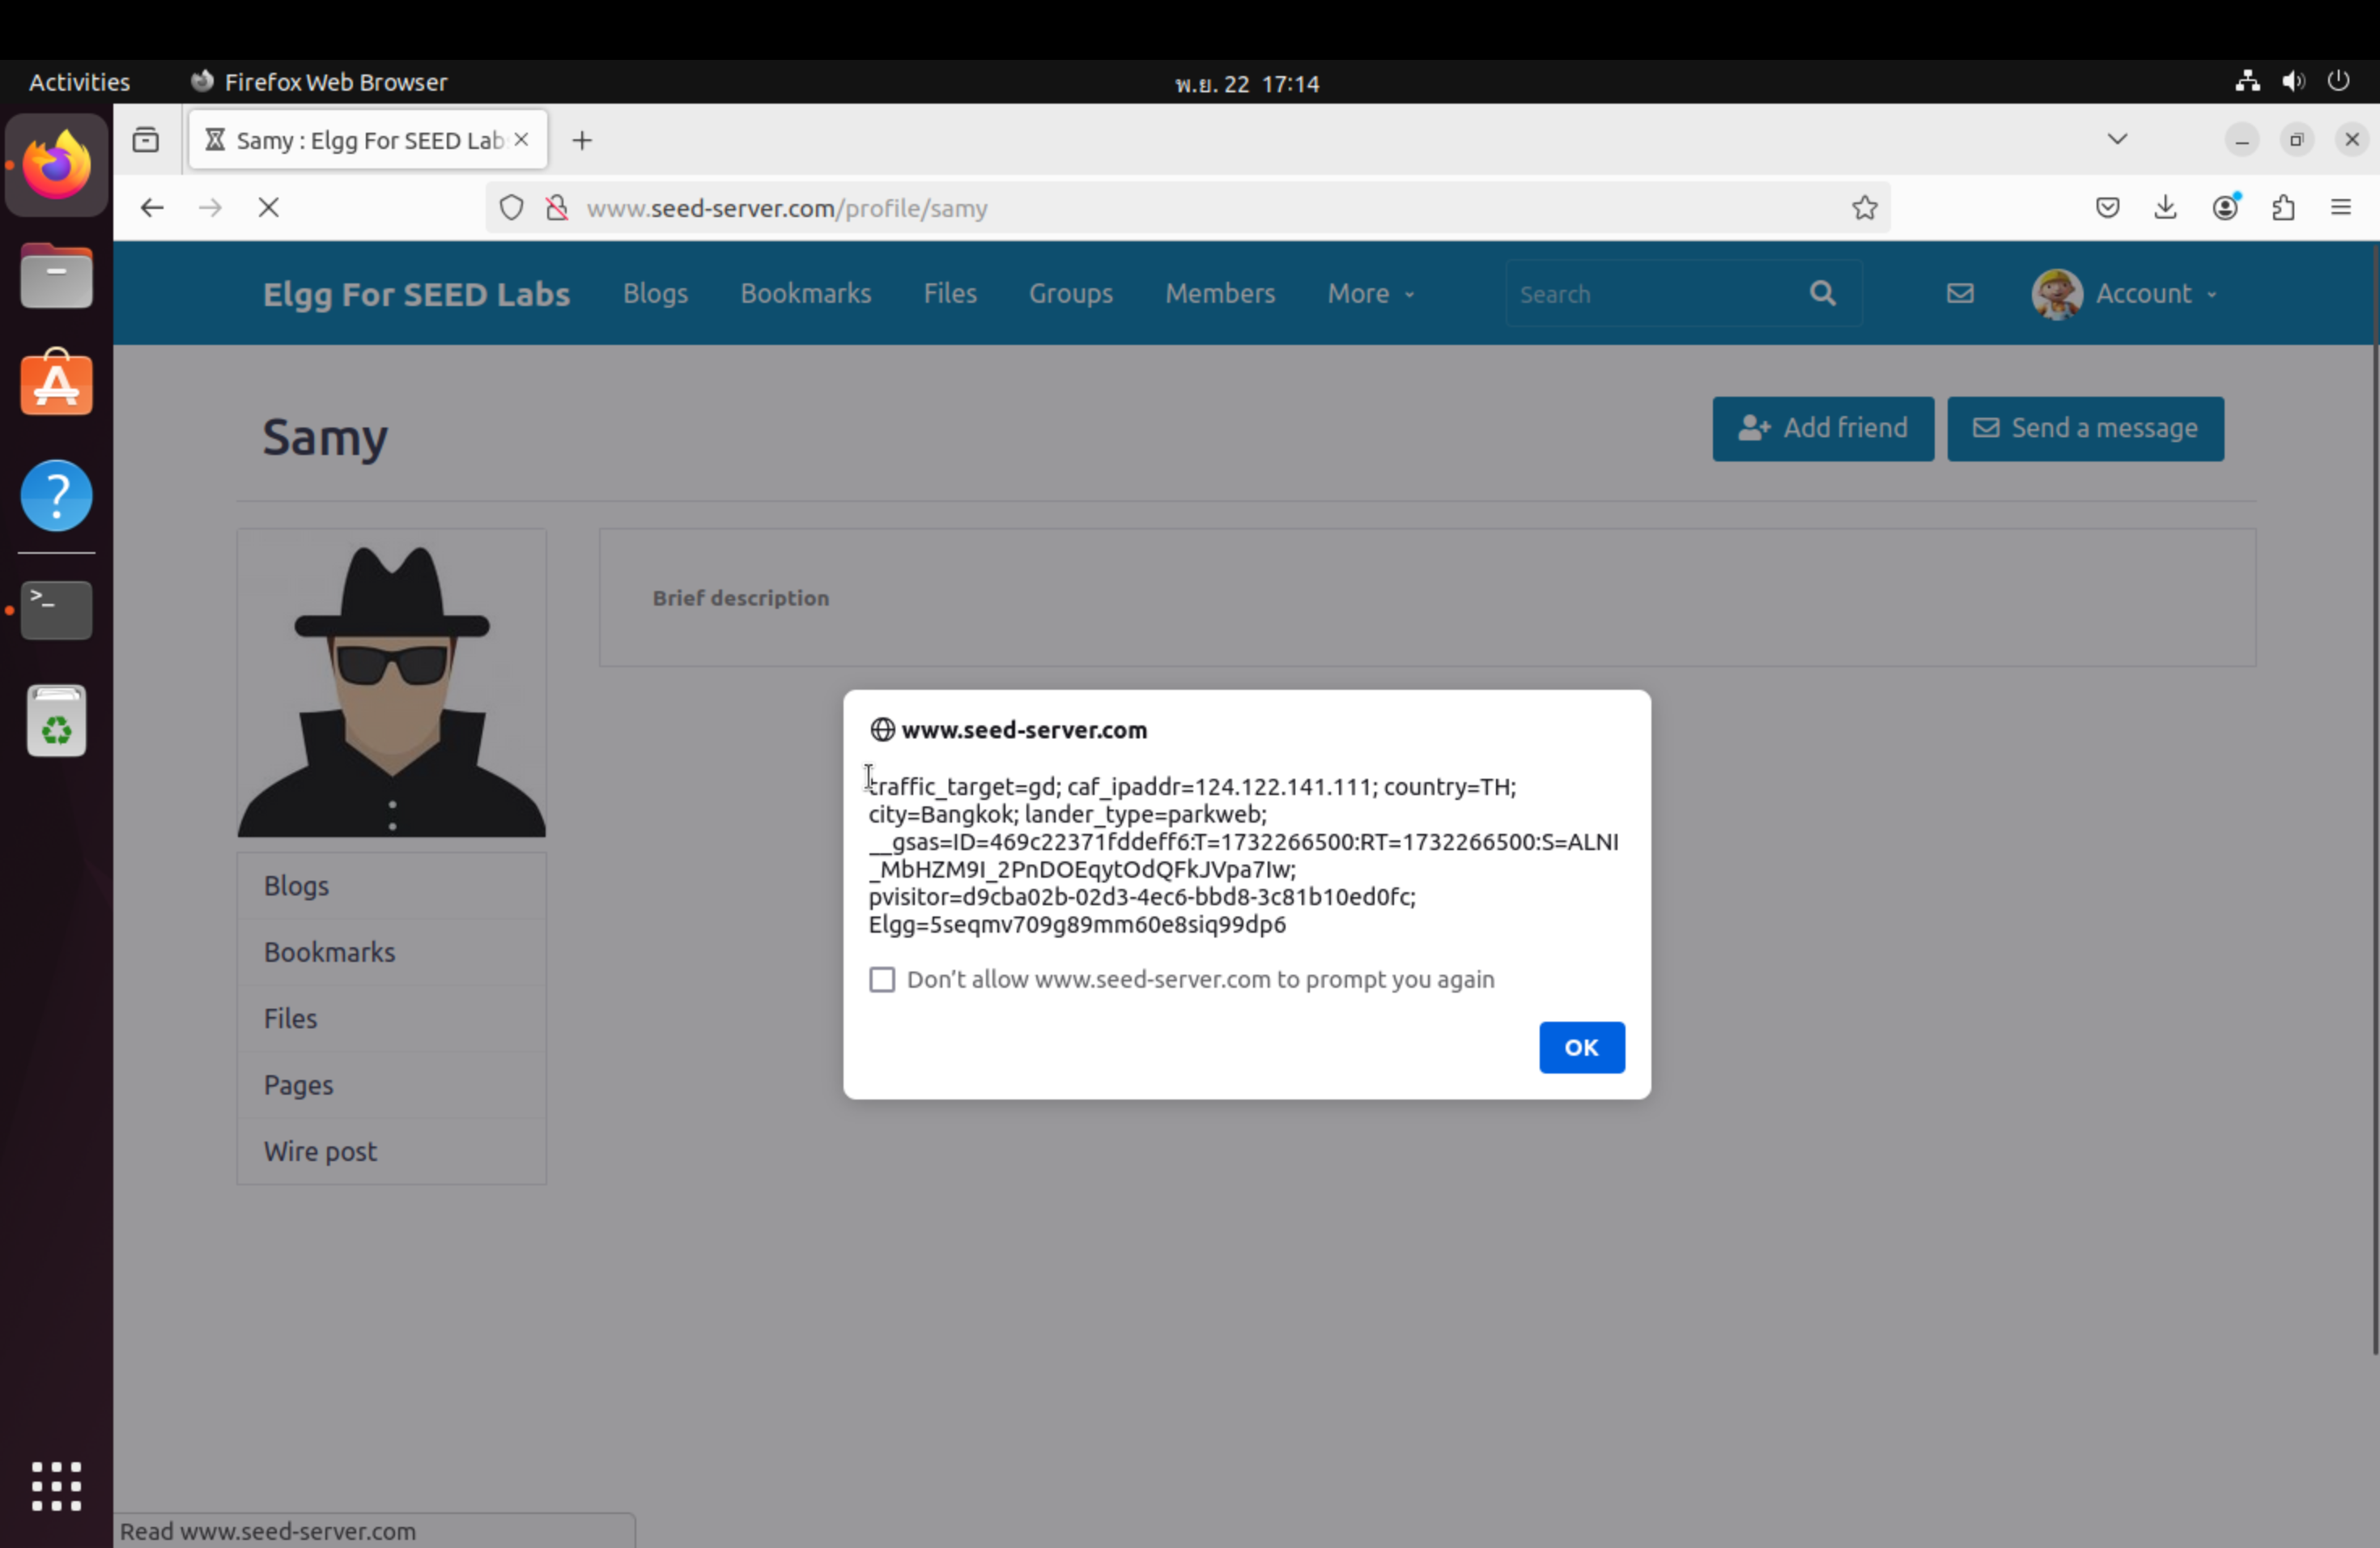 Activities Firefox Web Browser พ.ย. 22 17:14
Samy : Elgg For SEED Lab
www.seed-server.com/profile/samy
Elgg For SEED Labs Blogs Bookmarks Files Groups Members More Search Account
Samy Add friend Send a message
Brief description
www.seed-server.com
traffic_target=gd; caf_ipaddr=124.122.141.111; country=TH;
city=Bangkok; lander_type=parkweb;
__gsas=ID=469c22371fddeff6:T=1732266500:RT=1732266500:S=ALNI
_MbHZM9I_2PnDOEqytOdQFkJVpa7Iw;
pvisitor=d9cba02b-02d3-4ec6-bbd8-3c81b10ed0fc;
Elgg=5seqmv709g89mm60e8siq99dp6
Don't allow www.seed-server.com to prompt you again
OK
Blogs
Bookmarks
Files
Pages
Wire post
Read www.seed-server.com